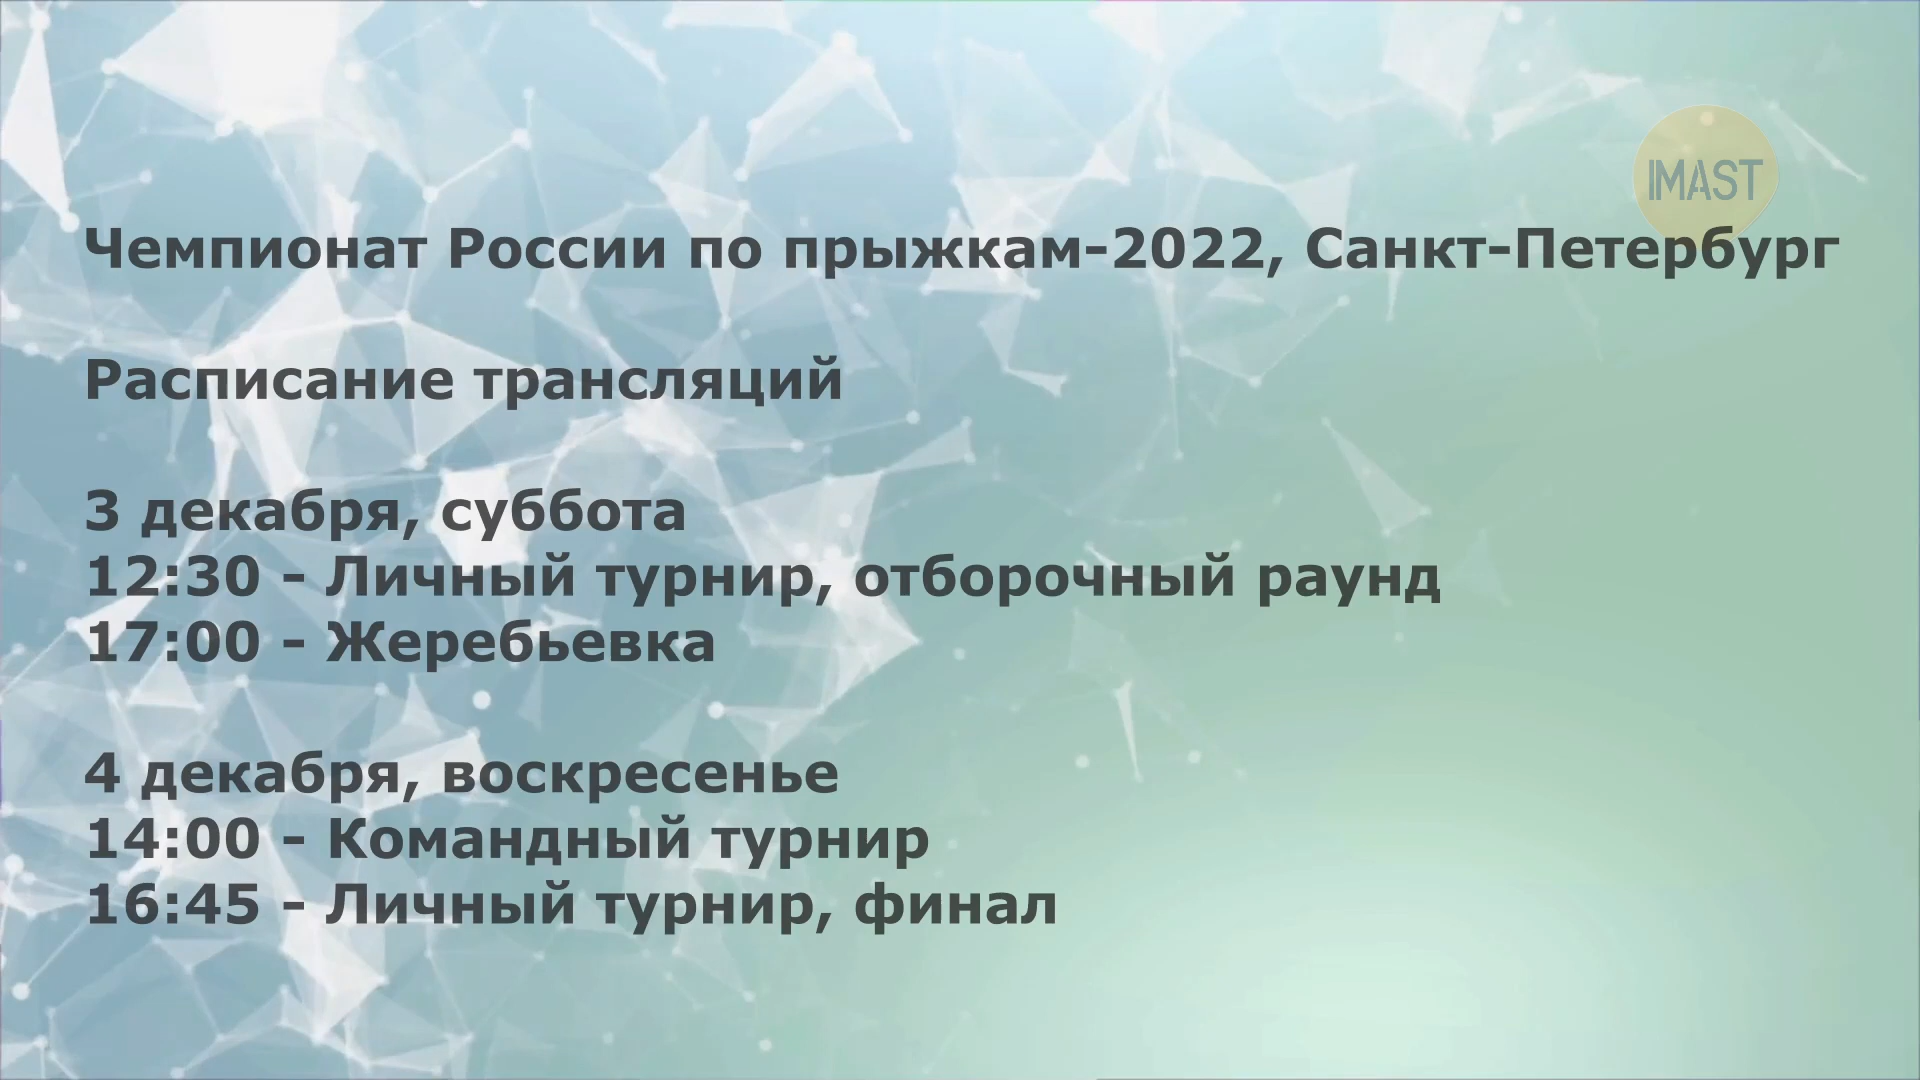 IMAST
Чемпионат России по прыжкам-2022, Санкт-Петербург
Расписание трансляций
3 декабря, суббота
12:30 - Личный турнир, отборочный раунд
17:00 - Жеребьевка
4 декабря, воскресенье
14:00 - Командный турнир
16:45 - Личный турнир, финал